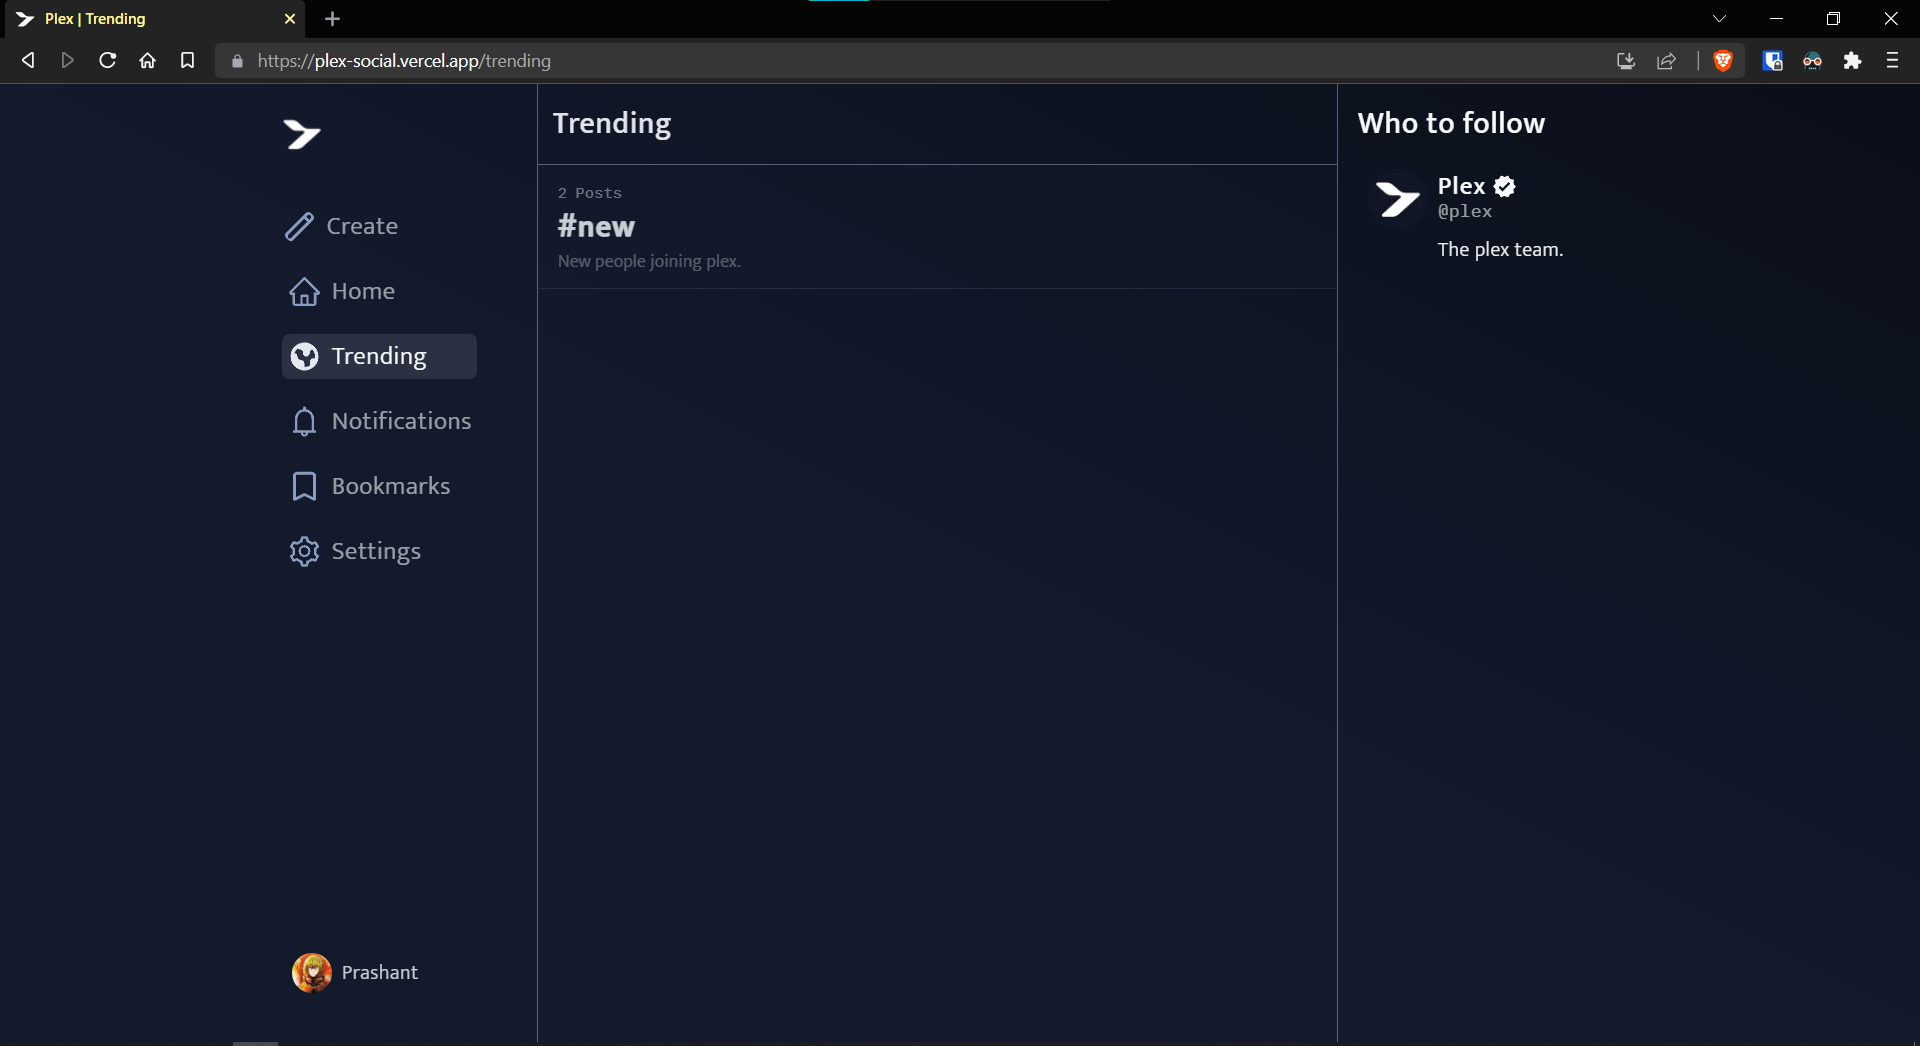 Plex | Trending
https://plex-social.vercel.app/trending
Create
Home
Trending
Notifications
Bookmarks
Settings
Prashant
Trending
2 Posts
#new
New people joining plex.
Who to follow
Plex
@plex
The plex team.